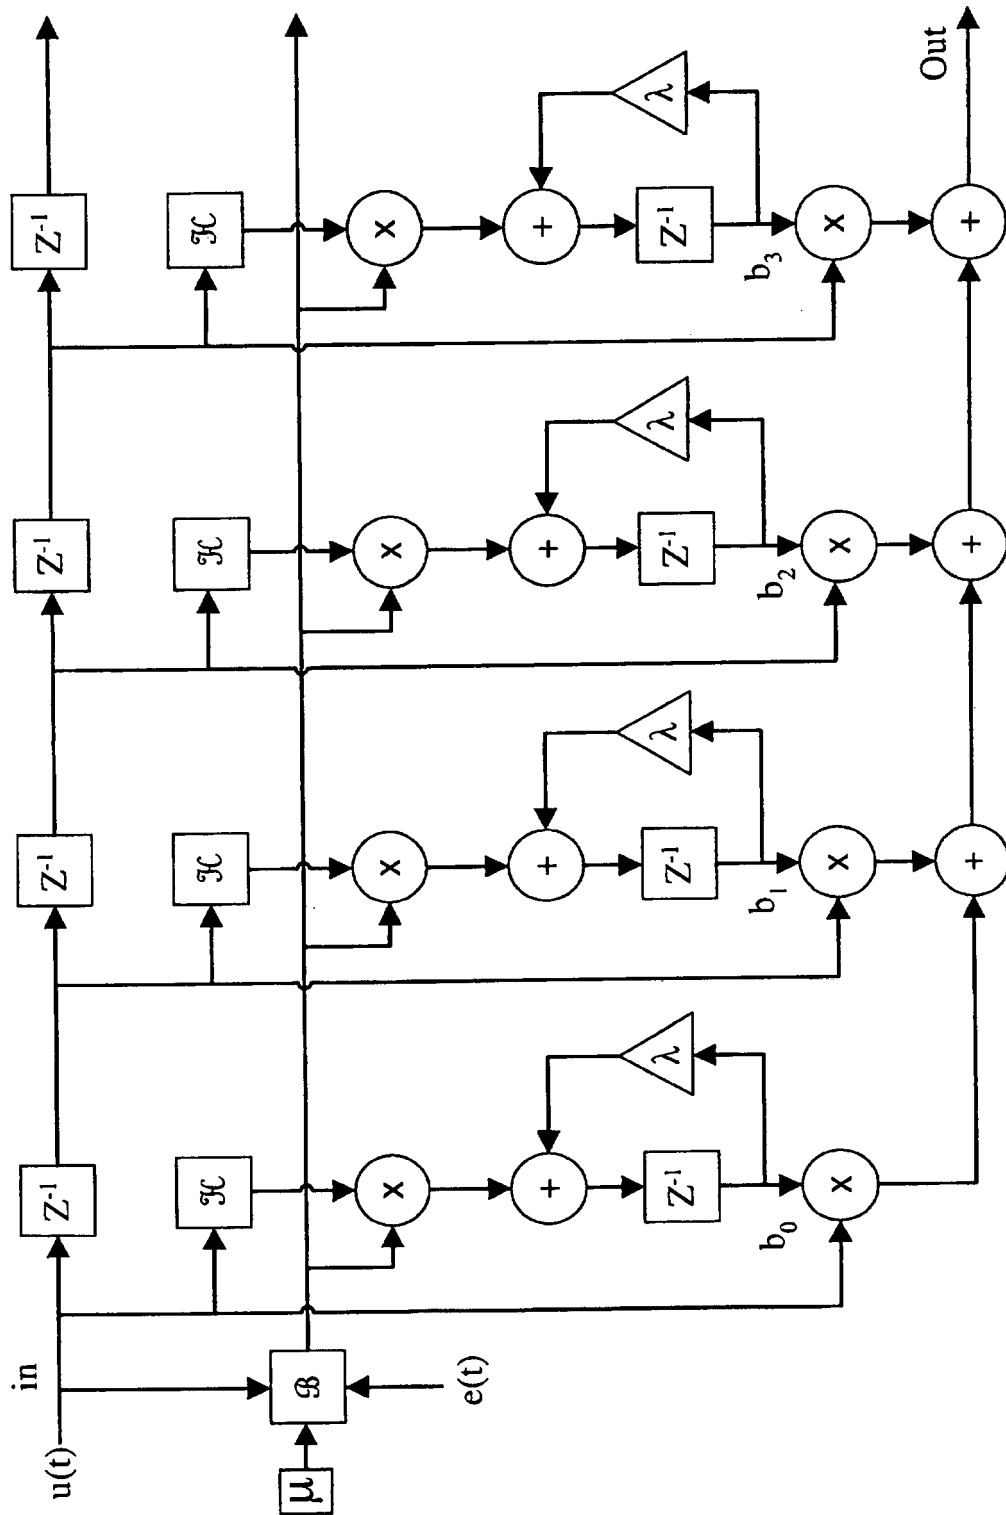 in
u(t)
Z⁻¹
Z⁻¹
Z⁻¹
Z⁻¹
ℋ
ℋ
ℋ
ℋ
μ
ℬ
e(t)
X
X
X
X
+
λ
+
λ
+
λ
+
λ
Z⁻¹
Z⁻¹
Z⁻¹
Z⁻¹
b₀
b₁
b₂
b₃
X
X
X
X
+
+
+
Out